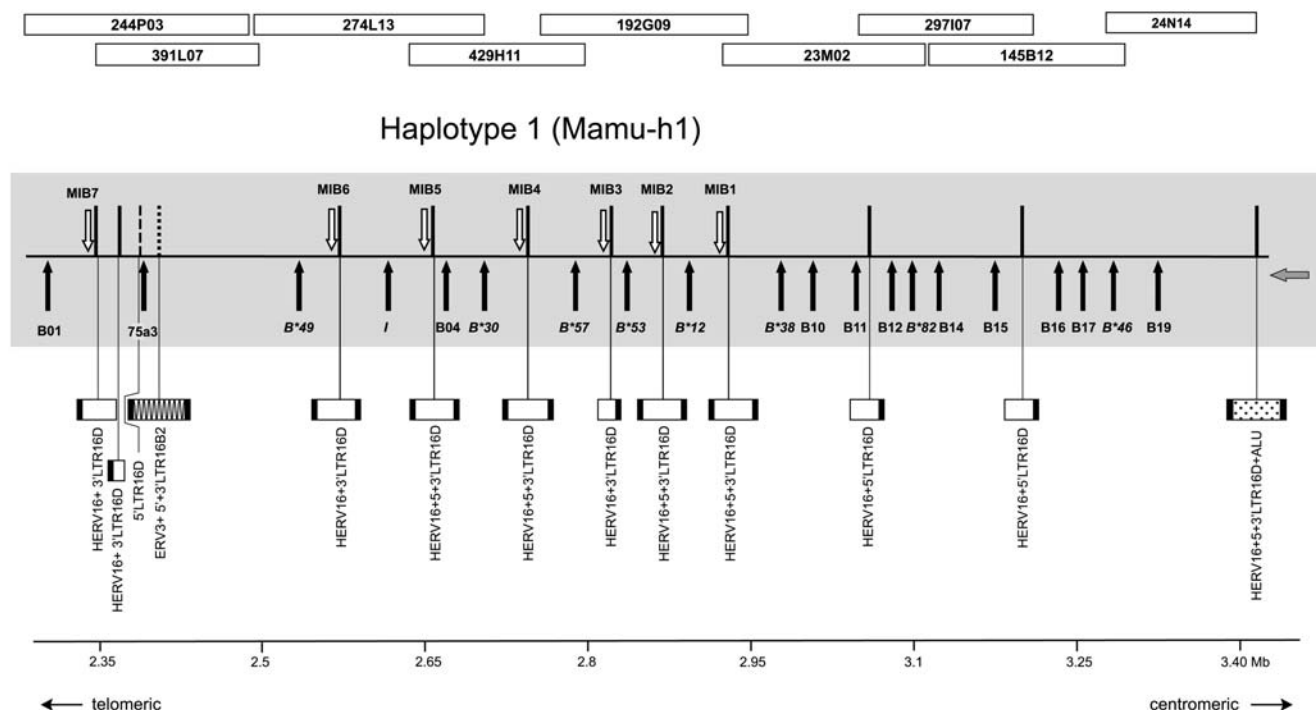 244P03 274L13 192G09 297I07 24N14
391L07 429H11 23M02 145B12
Haplotype 1 (Mamu-h1)
MIB7 MIB6 MIB5 MIB4 MIB3 MIB2 MIB1
B01 75a3 B*49 I B04 B*30 B*57 B*53 B*12 B*38 B10 B11 B12 B*82 B14 B15 B16 B17 B*46 B19
HERV16+ 3'LTR16D
HERV16+ 3'LTR16D
5'LTR16D
ERV3+ 5'+3'LTR16B2
HERV16+3'LTR16D
HERV16+5+3'LTR16D
HERV16+5+3'LTR16D
HERV16+3'LTR16D
HERV16+5+3'LTR16D
HERV16+5+3'LTR16D
HERV16+5'LTR16D
HERV16+5'LTR16D
HERV16+5+3'LTR16D+ALU
2.35 2.5 2.65 2.8 2.95 3.1 3.25 3.40 Mb
telomeric centromeric